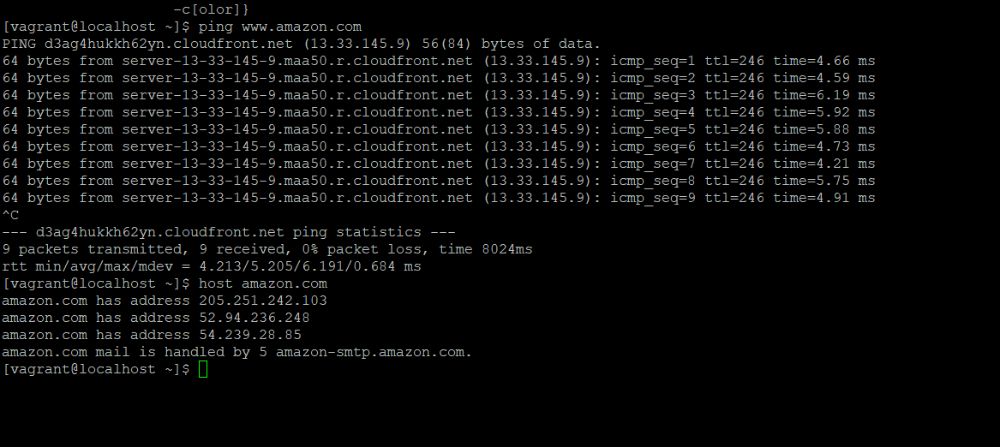 -c[olor]}
[vagrant@localhost ~]$ ping www.amazon.com
PING d3ag4hukkh62yn.cloudfront.net (13.33.145.9) 56(84) bytes of data.
64 bytes from server-13-33-145-9.maa50.r.cloudfront.net (13.33.145.9): icmp_seq=1 ttl=246 time=4.66 ms
64 bytes from server-13-33-145-9.maa50.r.cloudfront.net (13.33.145.9): icmp_seq=2 ttl=246 time=4.59 ms
64 bytes from server-13-33-145-9.maa50.r.cloudfront.net (13.33.145.9): icmp_seq=3 ttl=246 time=6.19 ms
64 bytes from server-13-33-145-9.maa50.r.cloudfront.net (13.33.145.9): icmp_seq=4 ttl=246 time=5.92 ms
64 bytes from server-13-33-145-9.maa50.r.cloudfront.net (13.33.145.9): icmp_seq=5 ttl=246 time=5.88 ms
64 bytes from server-13-33-145-9.maa50.r.cloudfront.net (13.33.145.9): icmp_seq=6 ttl=246 time=4.73 ms
64 bytes from server-13-33-145-9.maa50.r.cloudfront.net (13.33.145.9): icmp_seq=7 ttl=246 time=4.21 ms
64 bytes from server-13-33-145-9.maa50.r.cloudfront.net (13.33.145.9): icmp_seq=8 ttl=246 time=5.75 ms
64 bytes from server-13-33-145-9.maa50.r.cloudfront.net (13.33.145.9): icmp_seq=9 ttl=246 time=4.91 ms
^C
--- d3ag4hukkh62yn.cloudfront.net ping statistics ---
9 packets transmitted, 9 received, 0% packet loss, time 8024ms
rtt min/avg/max/mdev = 4.213/5.205/6.191/0.684 ms
[vagrant@localhost ~]$ host amazon.com
amazon.com has address 205.251.242.103
amazon.com has address 52.94.236.248
amazon.com has address 54.239.28.85
amazon.com mail is handled by 5 amazon-smtp.amazon.com.
[vagrant@localhost ~]$